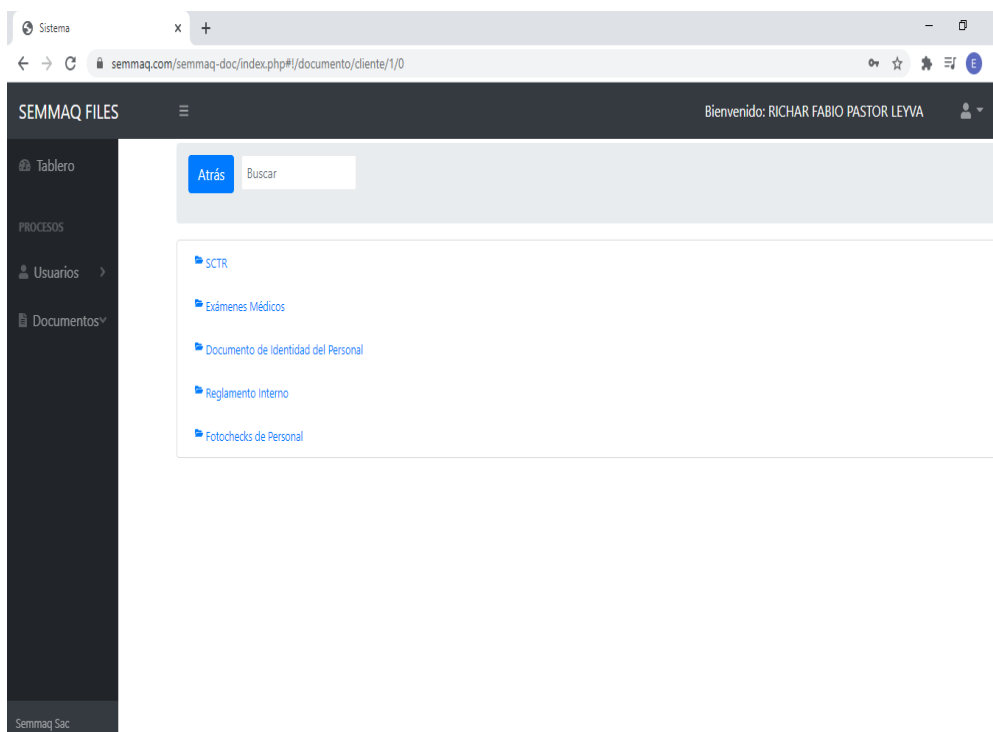 Sistema
semmaq.com/semmaq-doc/index.php#!/documento/cliente/1/0
E
SEMMAQ FILES
Bienvenido: RICHAR FABIO PASTOR LEYVA
Tablero
Atrás
Buscar
PROCESOS
Usuarios
Documentos
SCTR
Exámenes Médicos
Documento de Identidad del Personal
Reglamento Interno
Fotochecks de Personal
Semmaq Sac